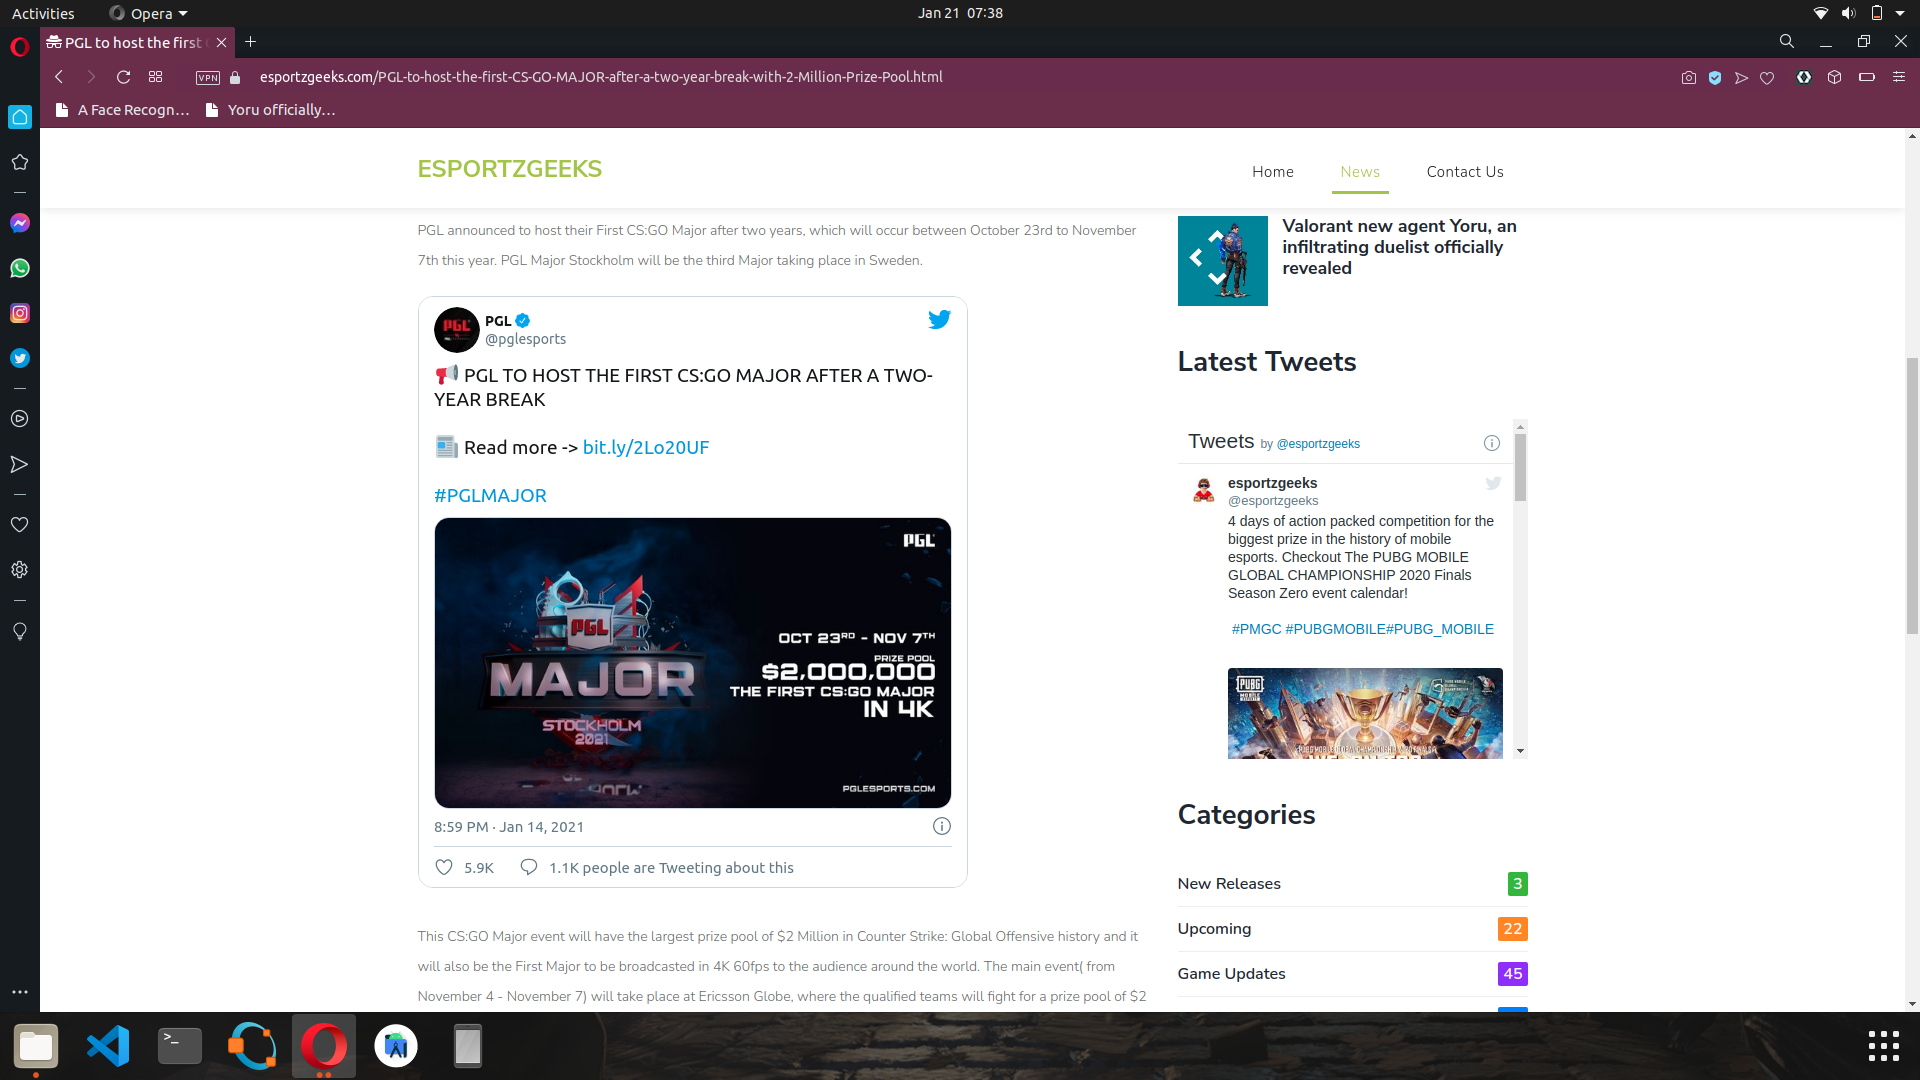 Activities
Opera
Jan 21 07:38
PGL to host the first
VPN
esportzgeeks.com/PGL-to-host-the-first-CS-GO-MAJOR-after-a-two-year-break-with-2-Million-Prize-Pool.html
A Face Recogn...
Yoru officially...
ESPORTZGEEKS
Home
News
Contact Us
PGL announced to host their First CS:GO Major after two years, which will occur between October 23rd to November
7th this year. PGL Major Stockholm will be the third Major taking place in Sweden.
PGL
PGL
@pglesports
PGL TO HOST THE FIRST CS:GO MAJOR AFTER A TWO-
YEAR BREAK
Read more -> bit.ly/2Lo20UF
#PGLMAJOR
PGL
PGL
MAJOR
STOCKHOLM
2021
OCT 23RD - NOV 7TH
PRIZE POOL
$2,000,000
THE FIRST CS:GO MAJOR
IN 4K
PGLESPORTS.COM
8:59 PM · Jan 14, 2021
5.9K
1.1K people are Tweeting about this
This CS:GO Major event will have the largest prize pool of $2 Million in Counter Strike: Global Offensive history and it
will also be the First Major to be broadcasted in 4K 60fps to the audience around the world. The main event( from
November 4 - November 7) will take place at Ericsson Globe, where the qualified teams will fight for a prize pool of $2
Valorant new agent Yoru, an
infiltrating duelist officially
revealed
Latest Tweets
Tweets by @esportzgeeks
esportzgeeks
@esportzgeeks
4 days of action packed competition for the
biggest prize in the history of mobile
esports. Checkout The PUBG MOBILE
GLOBAL CHAMPIONSHIP 2020 Finals
Season Zero event calendar!
#PMGC #PUBGMOBILE#PUBG_MOBILE
PUBG
MOBILE
Categories
New Releases
3
Upcoming
22
Game Updates
45